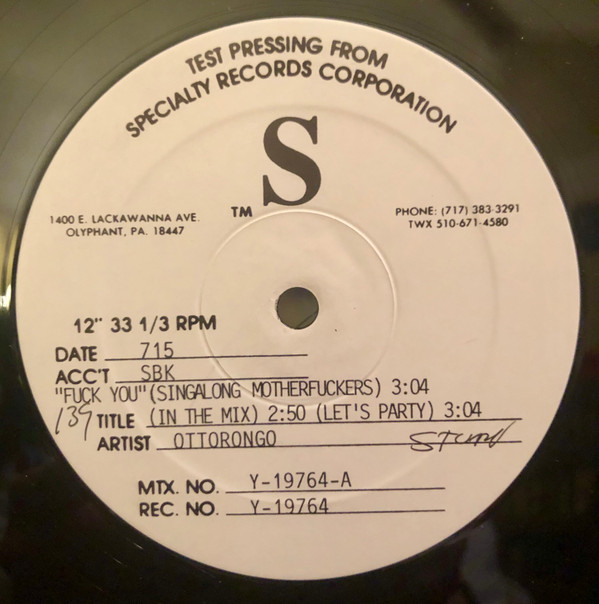 TEST PRESSING FROM
SPECIALTY RECORDS CORPORATION
S
TM
1400 E. LACKAWANNA AVE.
OLYPHANT, PA. 18447
PHONE: (717) 383-3291
TWX 510-671-4580
12" 33 1/3 RPM
DATE 715
ACC'T SBK
"FUCK YOU"(SINGALONG MOTHERFUCKERS) 3:04
139 TITLE (IN THE MIX) 2:50 (LET'S PARTY) 3:04
ARTIST OTTORONGO
MTX. NO. Y-19764-A
REC. NO. Y-19764